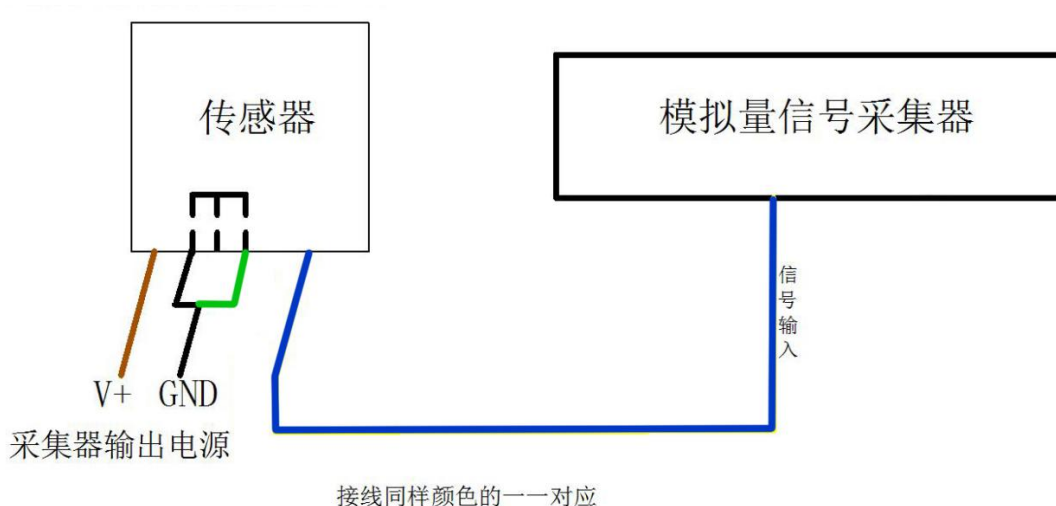 传感器
模拟量信号采集器
信号输入
V+ GND
采集器输出电源
接线同样颜色的一一对应